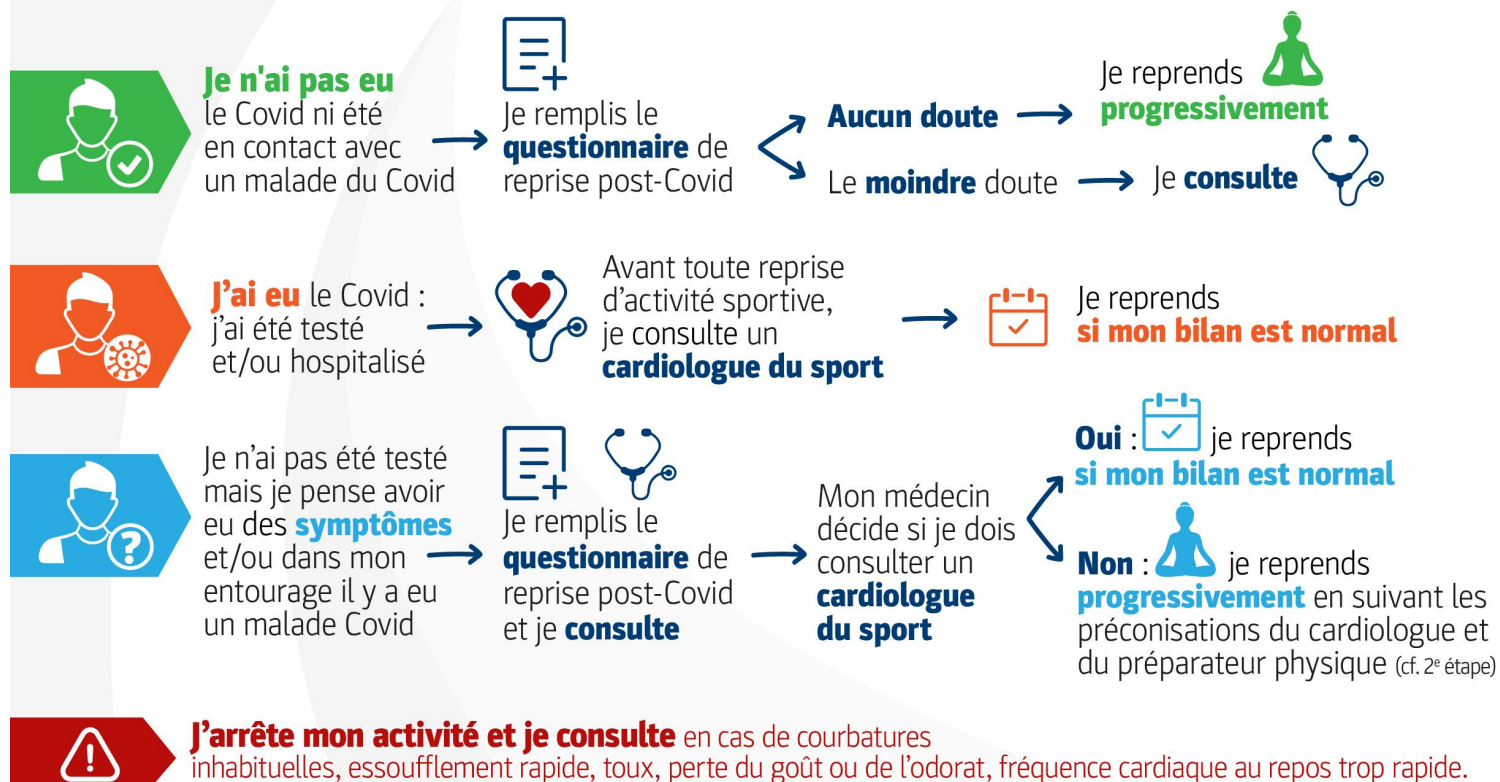 Je n'ai pas eu
le Covid ni été
en contact avec
un malade du Covid
Je remplis le
questionnaire de
reprise post-Covid
Aucun doute
Je reprends
progressivement
Le moindre doute
Je consulte
J'ai eu le Covid :
j'ai été testé
et/ou hospitalisé
Avant toute reprise
d'activité sportive,
je consulte un
cardiologue du sport
Je reprends
si mon bilan est normal
Je n'ai pas été testé
mais je pense avoir
eu des symptômes
et/ou dans mon
entourage il y a eu
un malade Covid
Je remplis le
questionnaire de
reprise post-Covid
et je consulte
Mon médecin
décide si je dois
consulter un
cardiologue
du sport
Oui : je reprends
si mon bilan est normal
Non : je reprends
progressivement en suivant les
préconisations du cardiologue et
du préparateur physique (cf. 2e étape)
J'arrête mon activité et je consulte en cas de courbatures
inhabituelles, essoufflement rapide, toux, perte du goût ou de l'odorat, fréquence cardiaque au repos trop rapide.